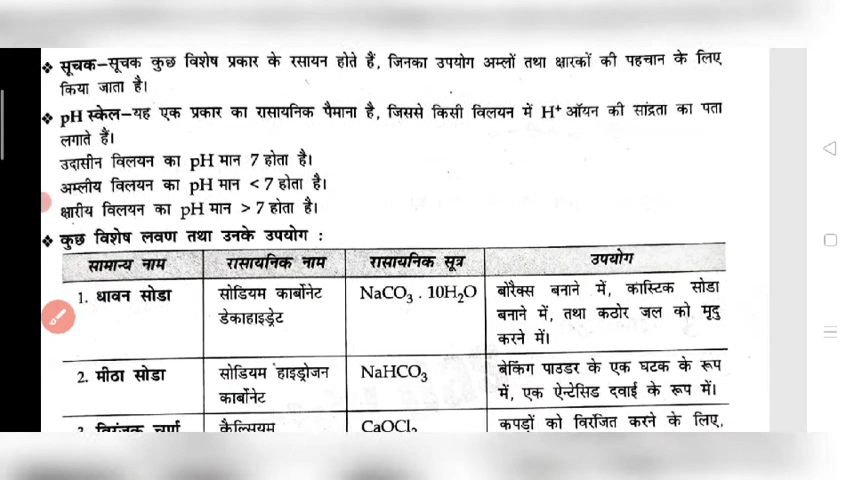 ❖ सूचक–सूचक कुछ विशेष प्रकार के रसायन होते हैं, जिनका उपयोग अम्लों तथा क्षारकों की पहचान के लिए
किया जाता है।
❖ pH स्केल–यह एक प्रकार का रासायनिक पैमाना है, जिससे किसी विलयन में H⁺ ऑयन की सांद्रता का पता
लगाते हैं।
उदासीन विलयन का pH मान 7 होता है।
अम्लीय विलयन का pH मान < 7 होता है।
क्षारीय विलयन का pH मान > 7 होता है।
❖ कुछ विशेष लवण तथा उनके उपयोग :
सामान्य नाम रासायनिक नाम रासायनिक सूत्र उपयोग
1. धावन सोडा सोडियम कार्बोनेट NaCO₃ . 10H₂O बोरैक्स बनाने में, कास्टिक सोडा
डेकाहाइड्रेट बनाने में, तथा कठोर जल को मृदु
करने में।
2. मीठा सोडा सोडियम हाइड्रोजन NaHCO₃ बेकिंग पाउडर के एक घटक के रूप
कार्बोनेट में, एक ऐन्टेसिड दवाई के रूप में।
3. विरंजक चूर्ण कैल्सियम CaOCl₂ कपड़ों को विरंजित करने के लिए,